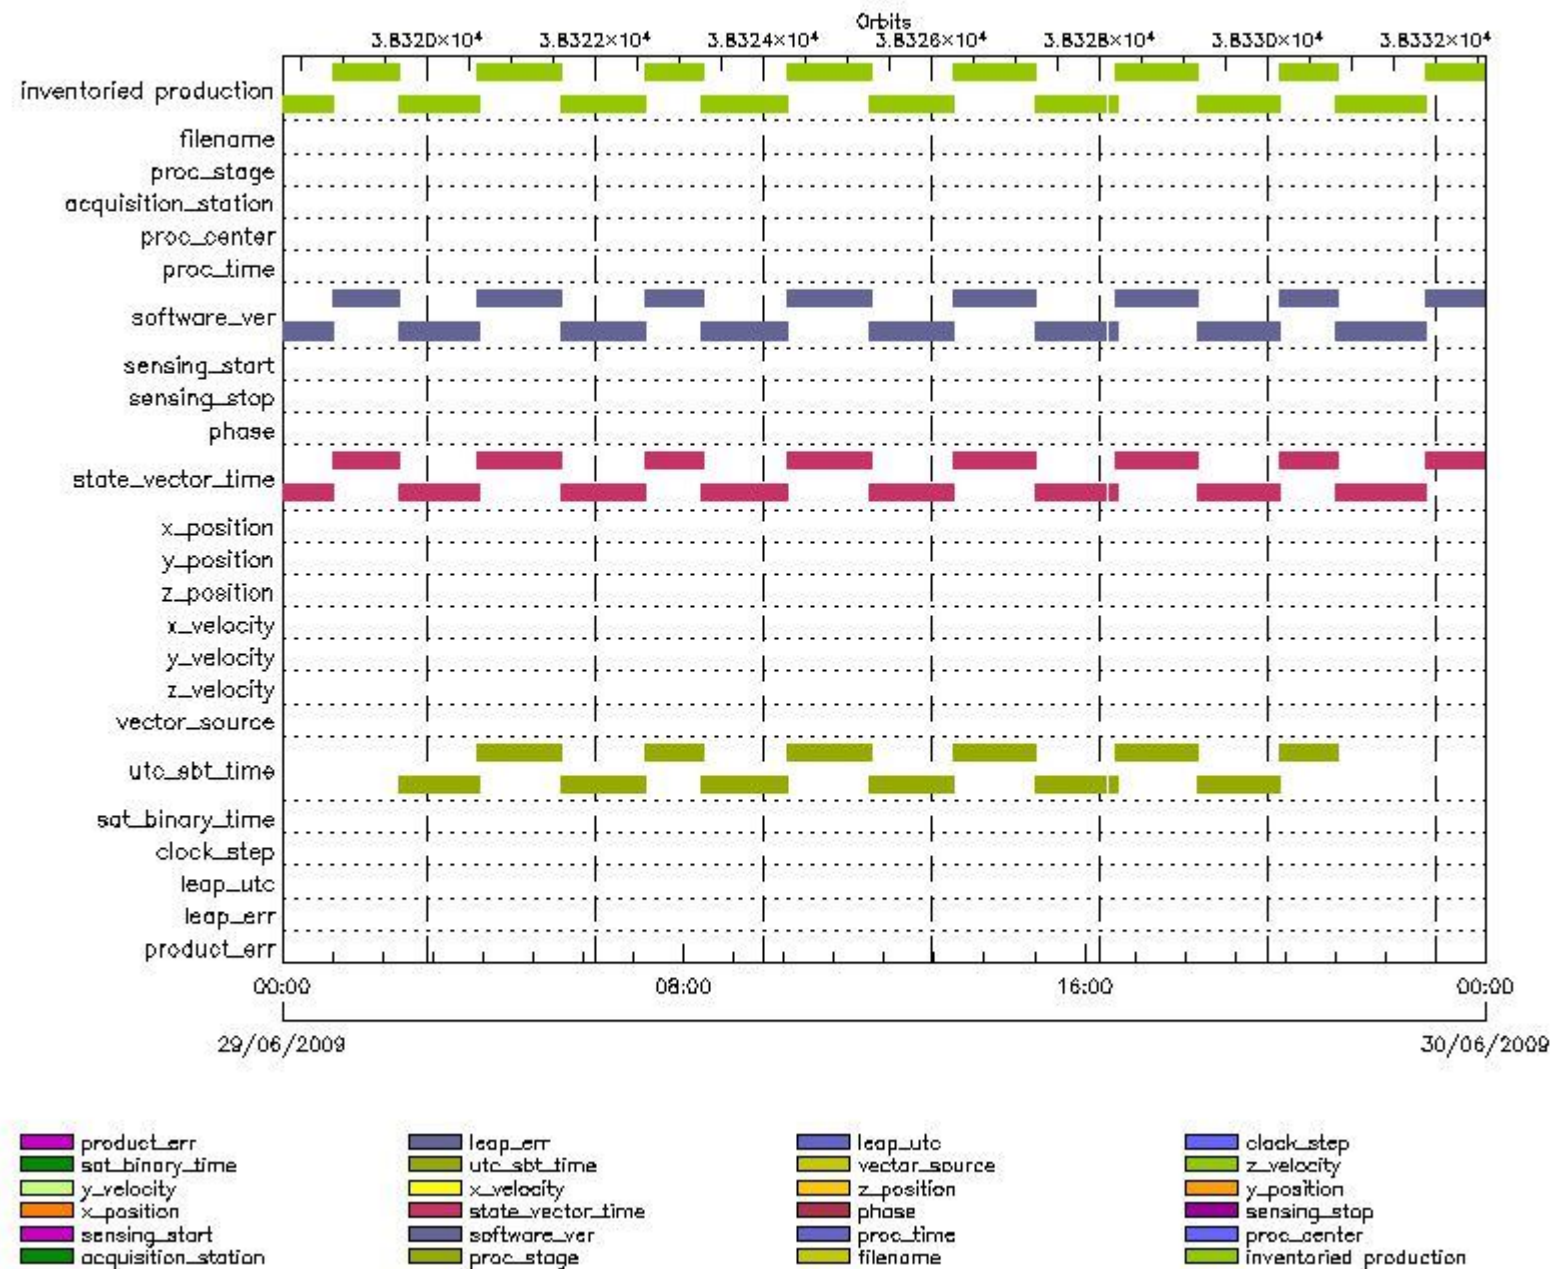 Orbits
3.8320×10⁴ 3.8322×10⁴ 3.8324×10⁴ 3.8326×10⁴ 3.8328×10⁴ 3.8330×10⁴ 3.8332×10⁴
inventoried production
filename
proc_stage
acquisition_station
proc_center
proc_time
software_ver
sensing_start
sensing_stop
phase
state_vector_time
x_position
y_position
z_position
x_velocity
y_velocity
z_velocity
vector_source
utc_sbt_time
sat_binary_time
clock_step
leap_utc
leap_err
product_err
00:00 08:00 16:00 00:00
29/06/2009 30/06/2009
product_err leap_err leap_utc clock_step
sat_binary_time utc_sbt_time vector_source z_velocity
y_velocity x_velocity z_position y_position
x_position state_vector_time phase sensing_stop
sensing_start software_ver proc_time proc_center
acquisition_station proc_stage filename inventoried production